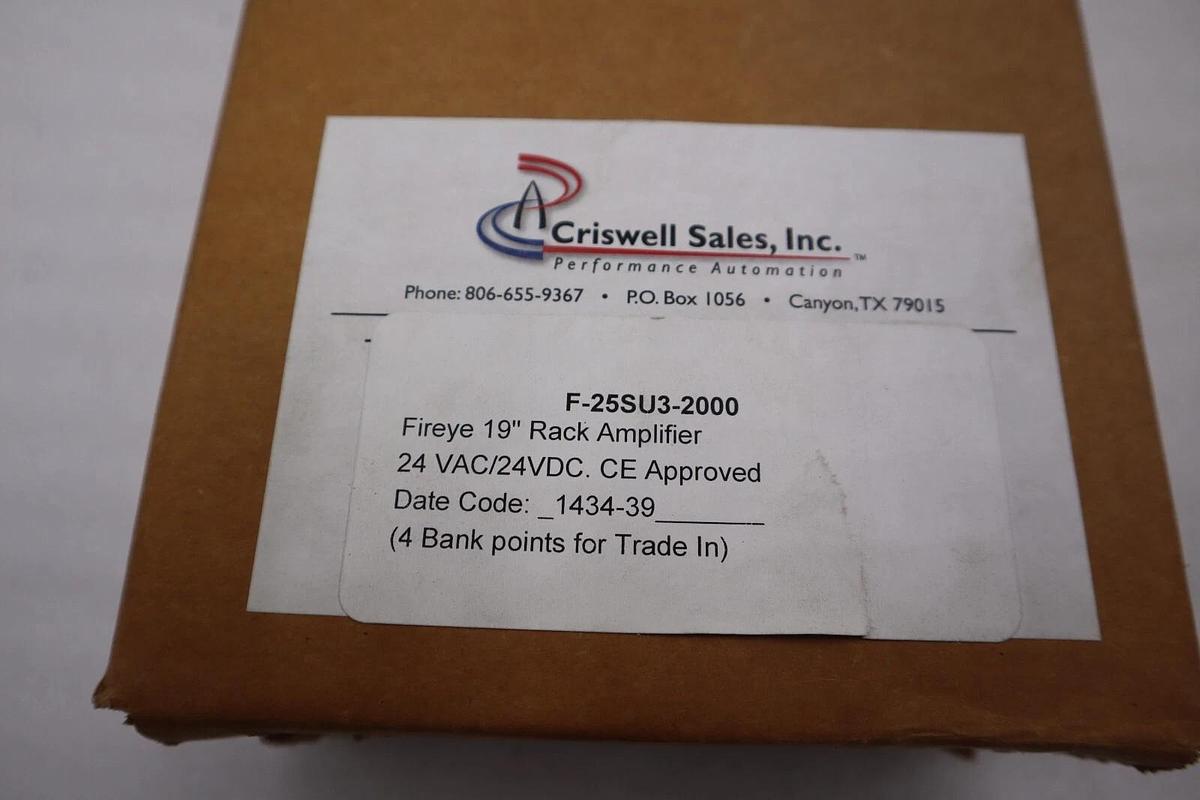 Criswell Sales, Inc.
Performance Automation ™
Phone: 806-655-9367 • P.O. Box 1056 • Canyon, TX 79015
F-25SU3-2000
Fireye 19" Rack Amplifier
24 VAC/24VDC. CE Approved
Date Code: _1434-39_______
(4 Bank points for Trade In)